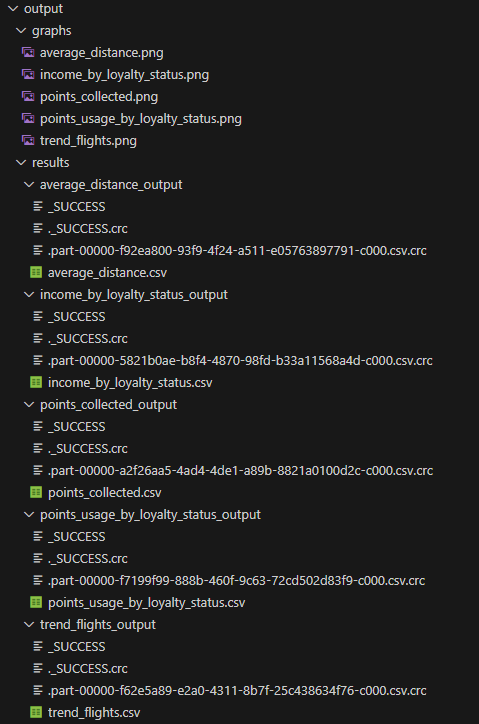 output
graphs
average_distance.png
income_by_loyalty_status.png
points_collected.png
points_usage_by_loyalty_status.png
trend_flights.png
results
average_distance_output
_SUCCESS
._SUCCESS.crc
.part-00000-f92ea800-93f9-4f24-a511-e05763897791-c000.csv.crc
average_distance.csv
income_by_loyalty_status_output
_SUCCESS
._SUCCESS.crc
.part-00000-5821b0ae-b8f4-4870-98fd-b33a11568a4d-c000.csv.crc
income_by_loyalty_status.csv
points_collected_output
_SUCCESS
._SUCCESS.crc
.part-00000-a2f26aa5-4ad4-4de1-a89b-8821a0100d2c-c000.csv.crc
points_collected.csv
points_usage_by_loyalty_status_output
_SUCCESS
._SUCCESS.crc
.part-00000-f7199f99-888b-460f-9c63-72cd502d83f9-c000.csv.crc
points_usage_by_loyalty_status.csv
trend_flights_output
_SUCCESS
._SUCCESS.crc
.part-00000-f62e5a89-e2a0-4311-8b7f-25c438634f76-c000.csv.crc
trend_flights.csv